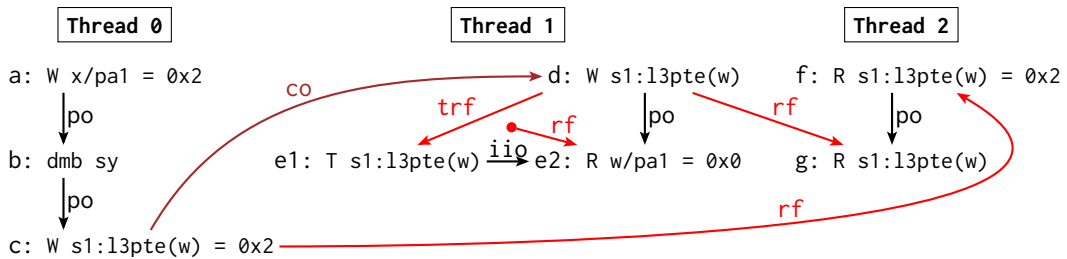 Thread 0
Thread 1
Thread 2
a: W x/pa1 = 0x2
d: W s1:l3pte(w)
f: R s1:l3pte(w) = 0x2
co
po
trf
rf
po
rf
po
b: dmb sy
e1: T s1:l3pte(w)
iio
e2: R w/pa1 = 0x0
g: R s1:l3pte(w)
po
rf
c: W s1:l3pte(w) = 0x2